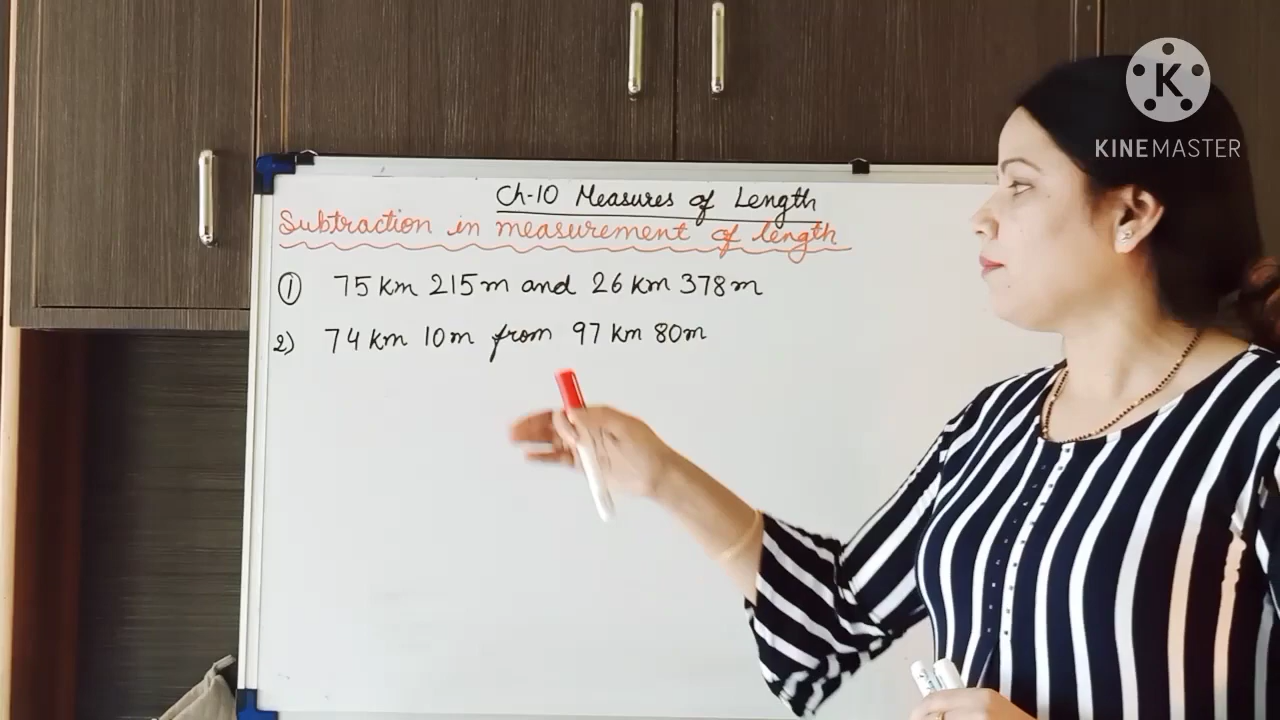 K
KINEMASTER
Ch-10 Measures of Length
Subtraction in measurement of length
① 75 km 215 m and 26 km 378 m
2) 74 km 10 m from 97 km 80 m